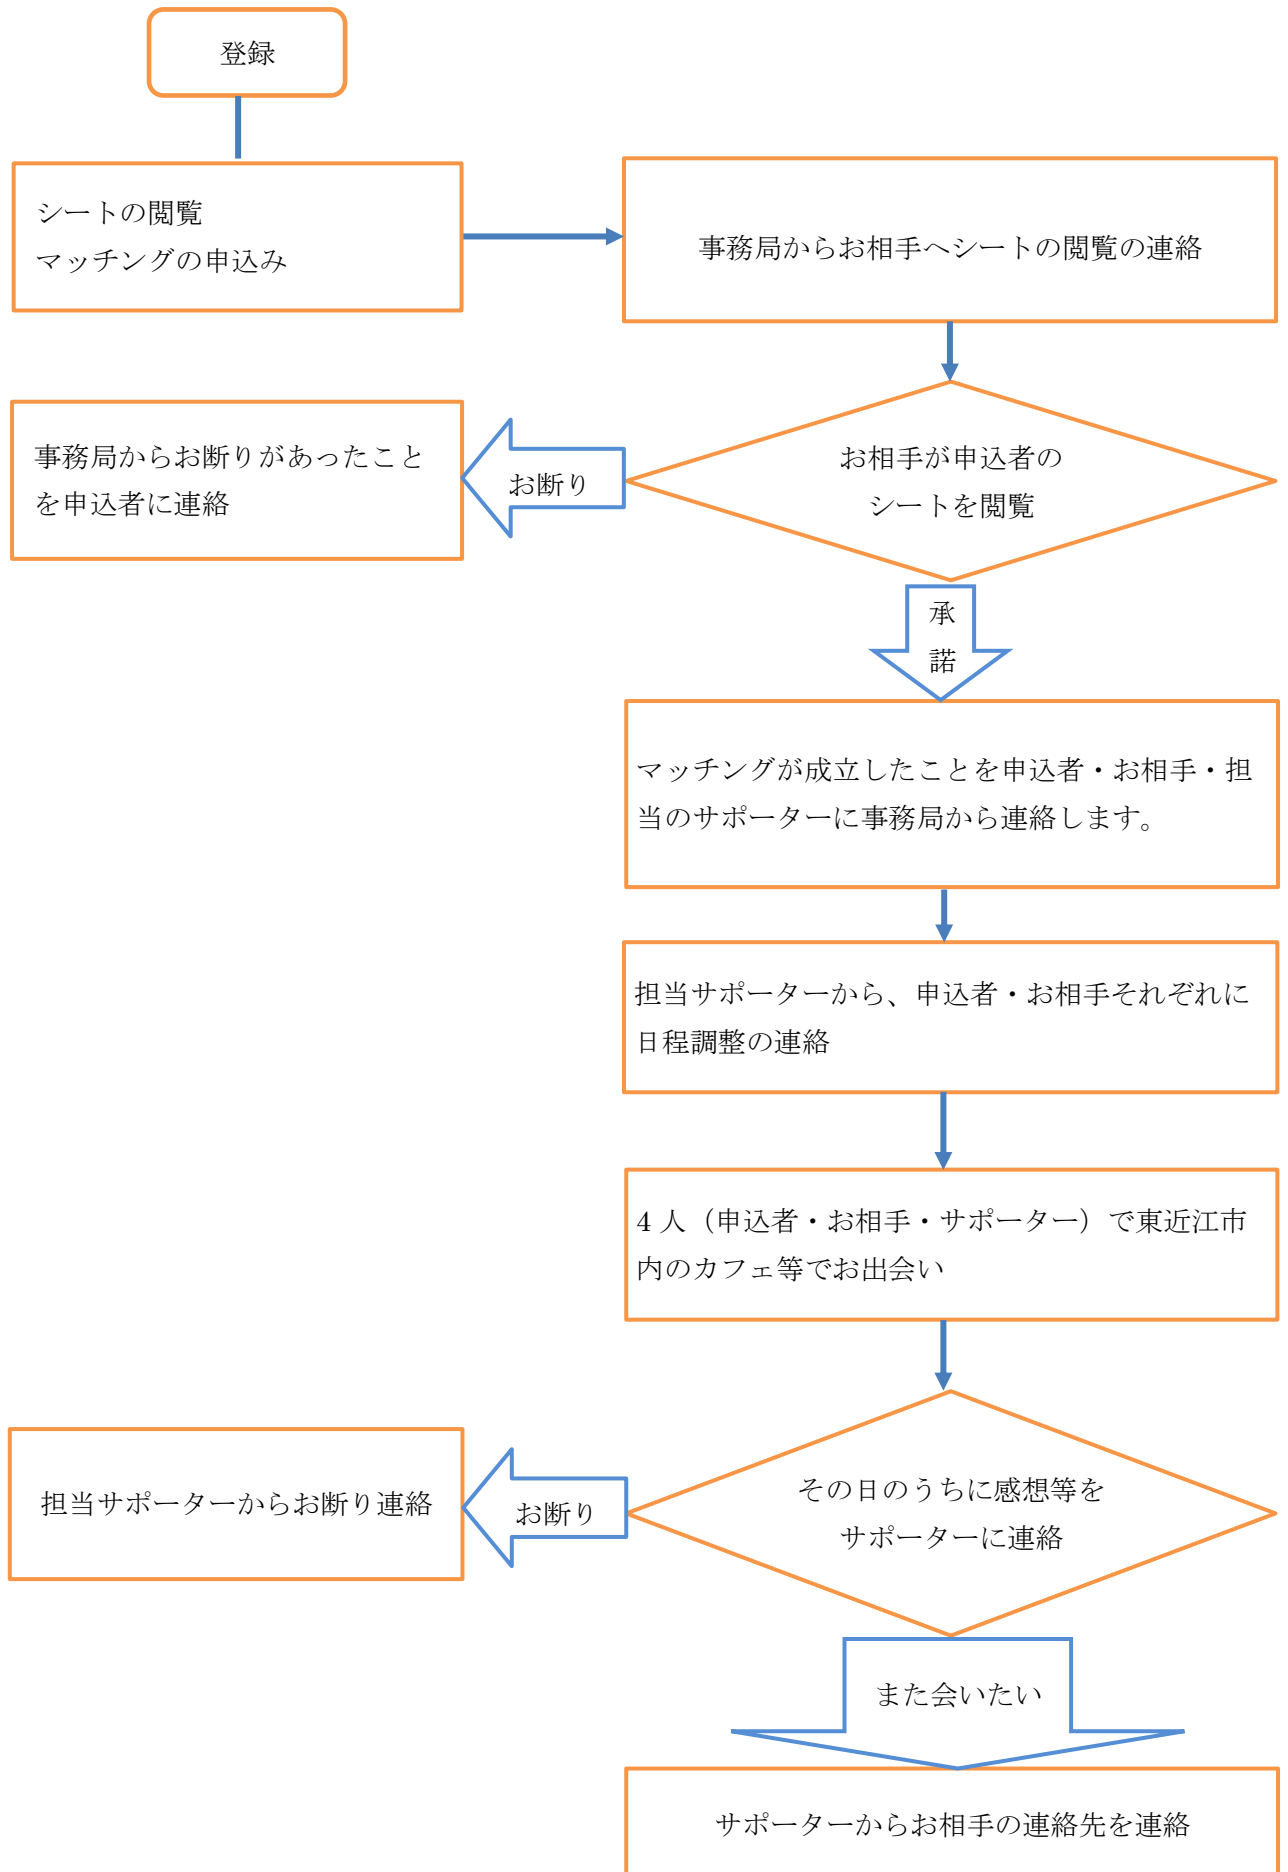 登録
シートの閲覧
マッチングの申込み
事務局からお相手へシートの閲覧の連絡
お相手が申込者の
シートを閲覧
お断り
事務局からお断りがあったこと
を申込者に連絡
承
諾
マッチングが成立したことを申込者・お相手・担
当のサポーターに事務局から連絡します。
担当サポーターから、申込者・お相手それぞれに
日程調整の連絡
4 人（申込者・お相手・サポーター）で東近江市
内のカフェ等でお出会い
その日のうちに感想等を
サポーターに連絡
お断り
担当サポーターからお断り連絡
また会いたい
サポーターからお相手の連絡先を連絡